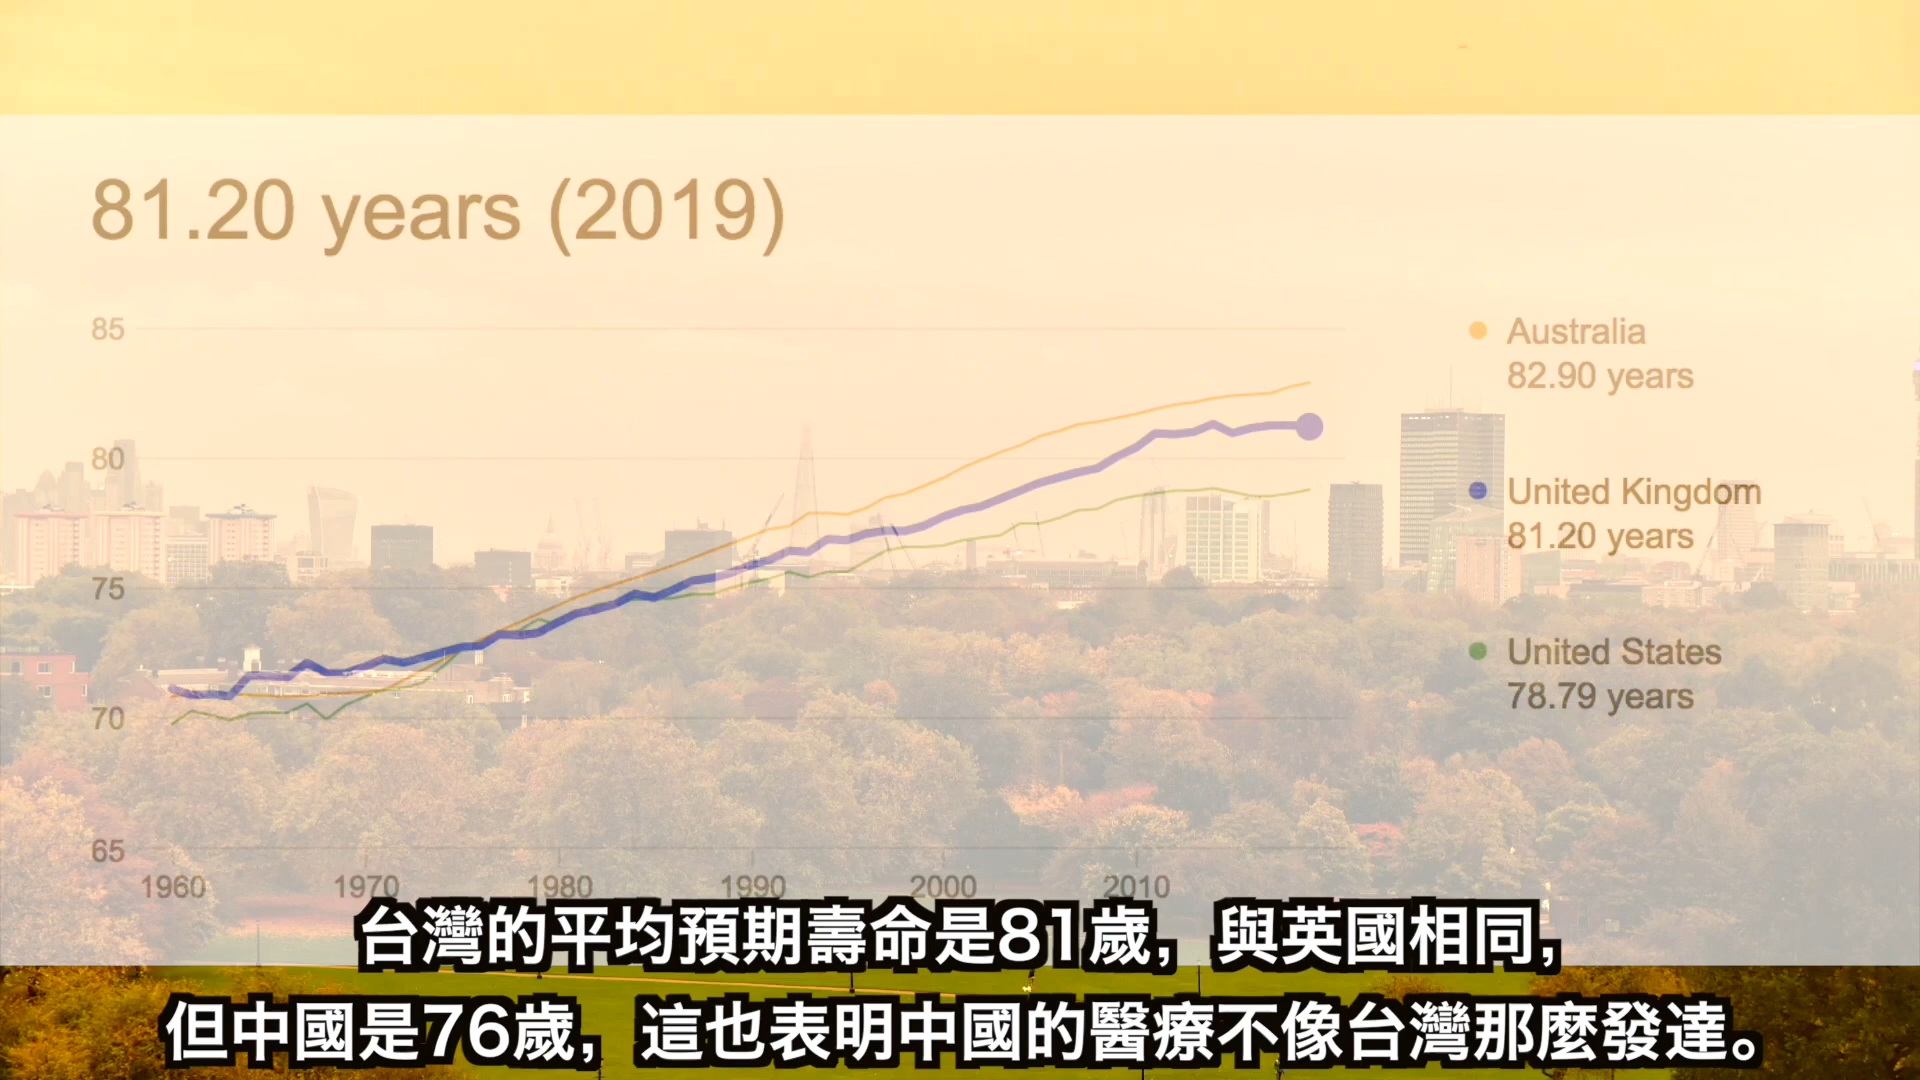 81.20 years (2019)
85
80
75
70
65
1960 1970 1980 1990 2000 2010
Australia
82.90 years
United Kingdom
81.20 years
United States
78.79 years
台灣的平均預期壽命是81歲，與英國相同，
但中國是76歲，這也表明中國的醫療不像台灣那麼發達。